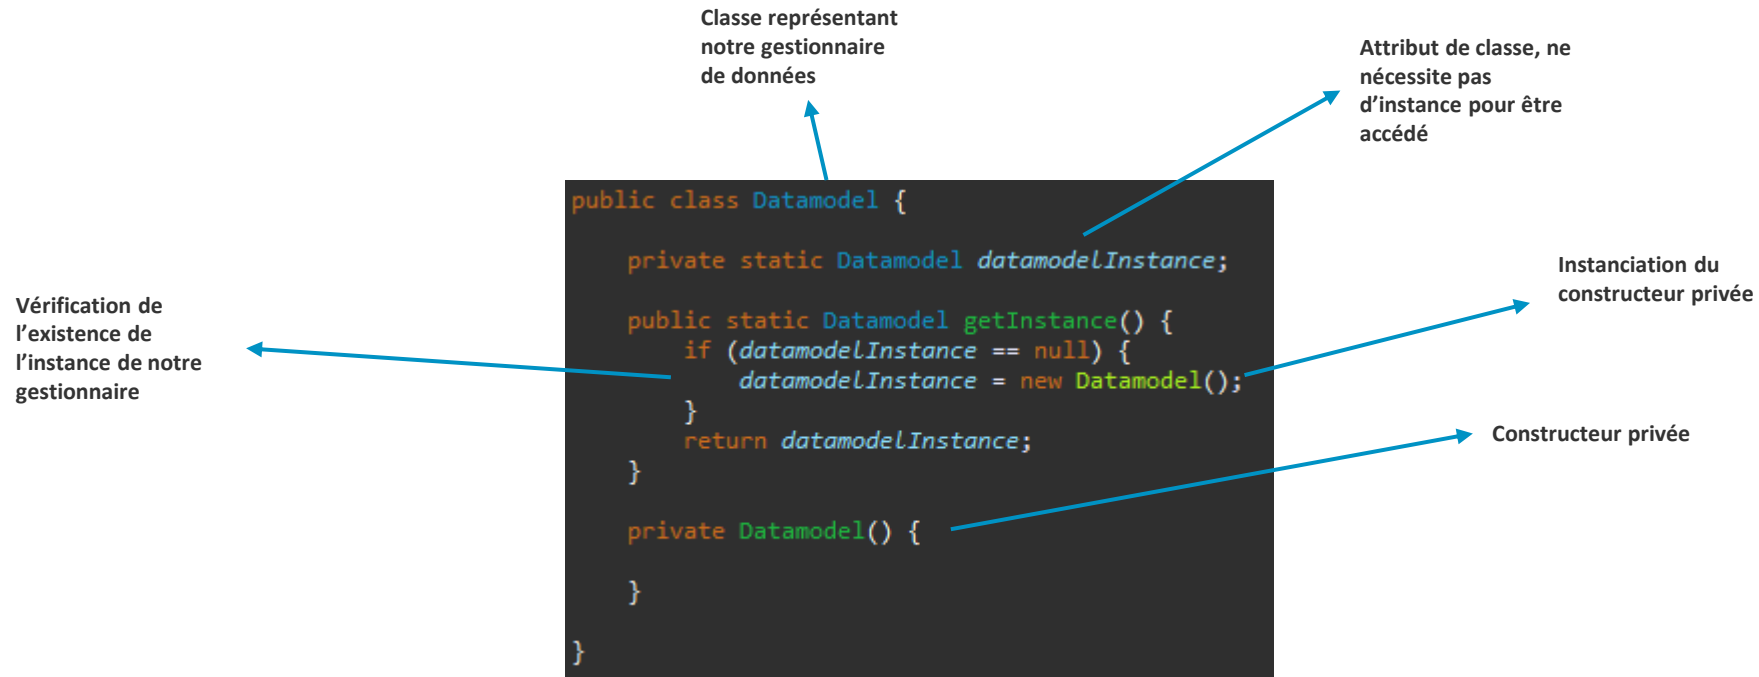 Classe représentant
notre gestionnaire
de données
Attribut de classe, ne
nécessite pas
d’instance pour être
accédé
public class Datamodel {
private static Datamodel datamodelInstance;
public static Datamodel getInstance() {
if (datamodelInstance == null) {
datamodelInstance = new Datamodel();
}
return datamodelInstance;
}
private Datamodel() {
}
}
Vérification de
l’existence de
l’instance de notre
gestionnaire
Instanciation du
constructeur privée
Constructeur privée